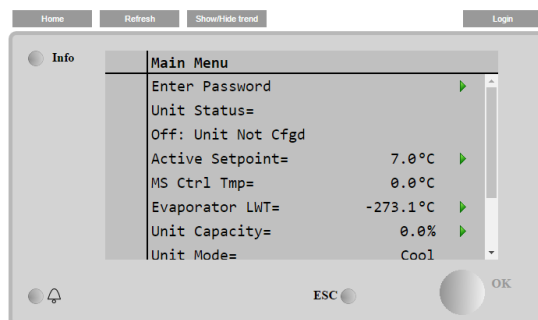 Home Refresh Show/Hide trend Login
Info
Main Menu
Enter Password
Unit Status=
Off: Unit Not Cfgd
Active Setpoint= 7.0°C
MS Ctrl Tmp= 0.0°C
Evaporator LWT= -273.1°C
Unit Capacity= 0.0%
Unit Mode= Cool
ESC OK